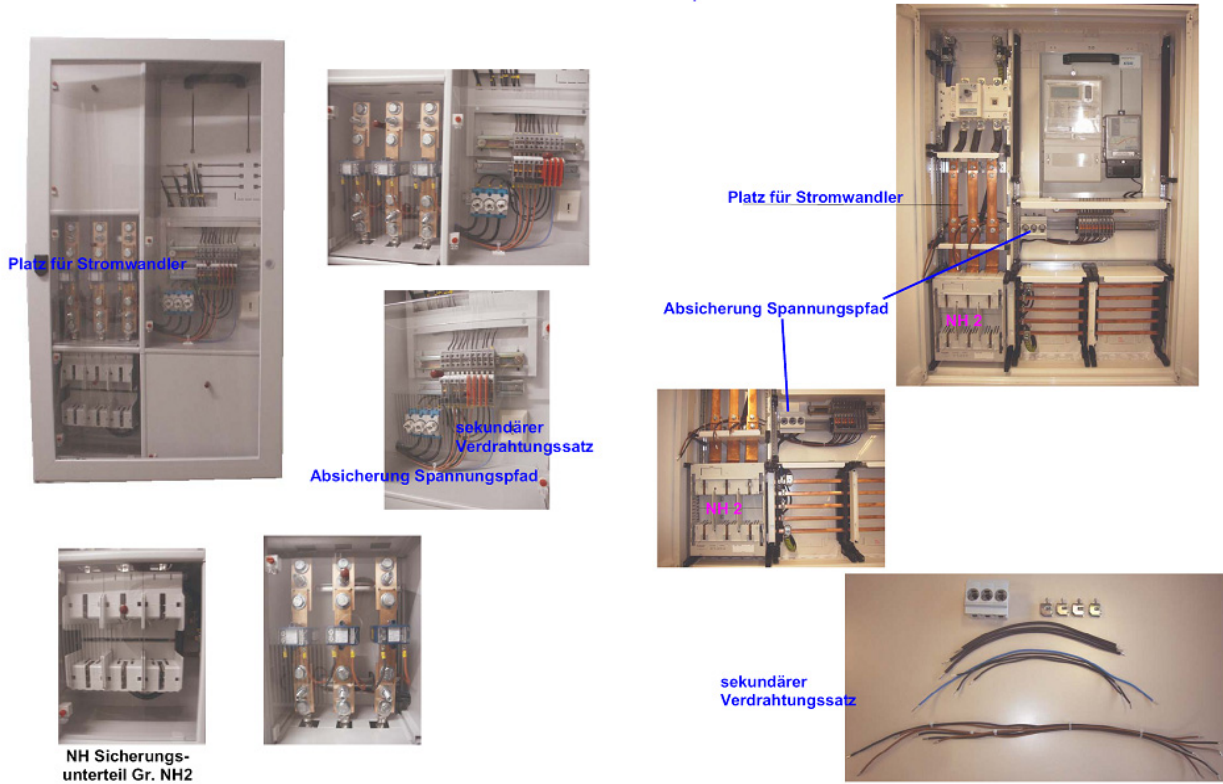 Platz für Stromwandler
sekundärer
Verdrahtungssatz
Absicherung Spannungspfad
NH Sicherungs-
unterteil Gr. NH2
Platz für Stromwandler
Absicherung Spannungspfad
NH 2
NH 2
sekundärer
Verdrahtungssatz